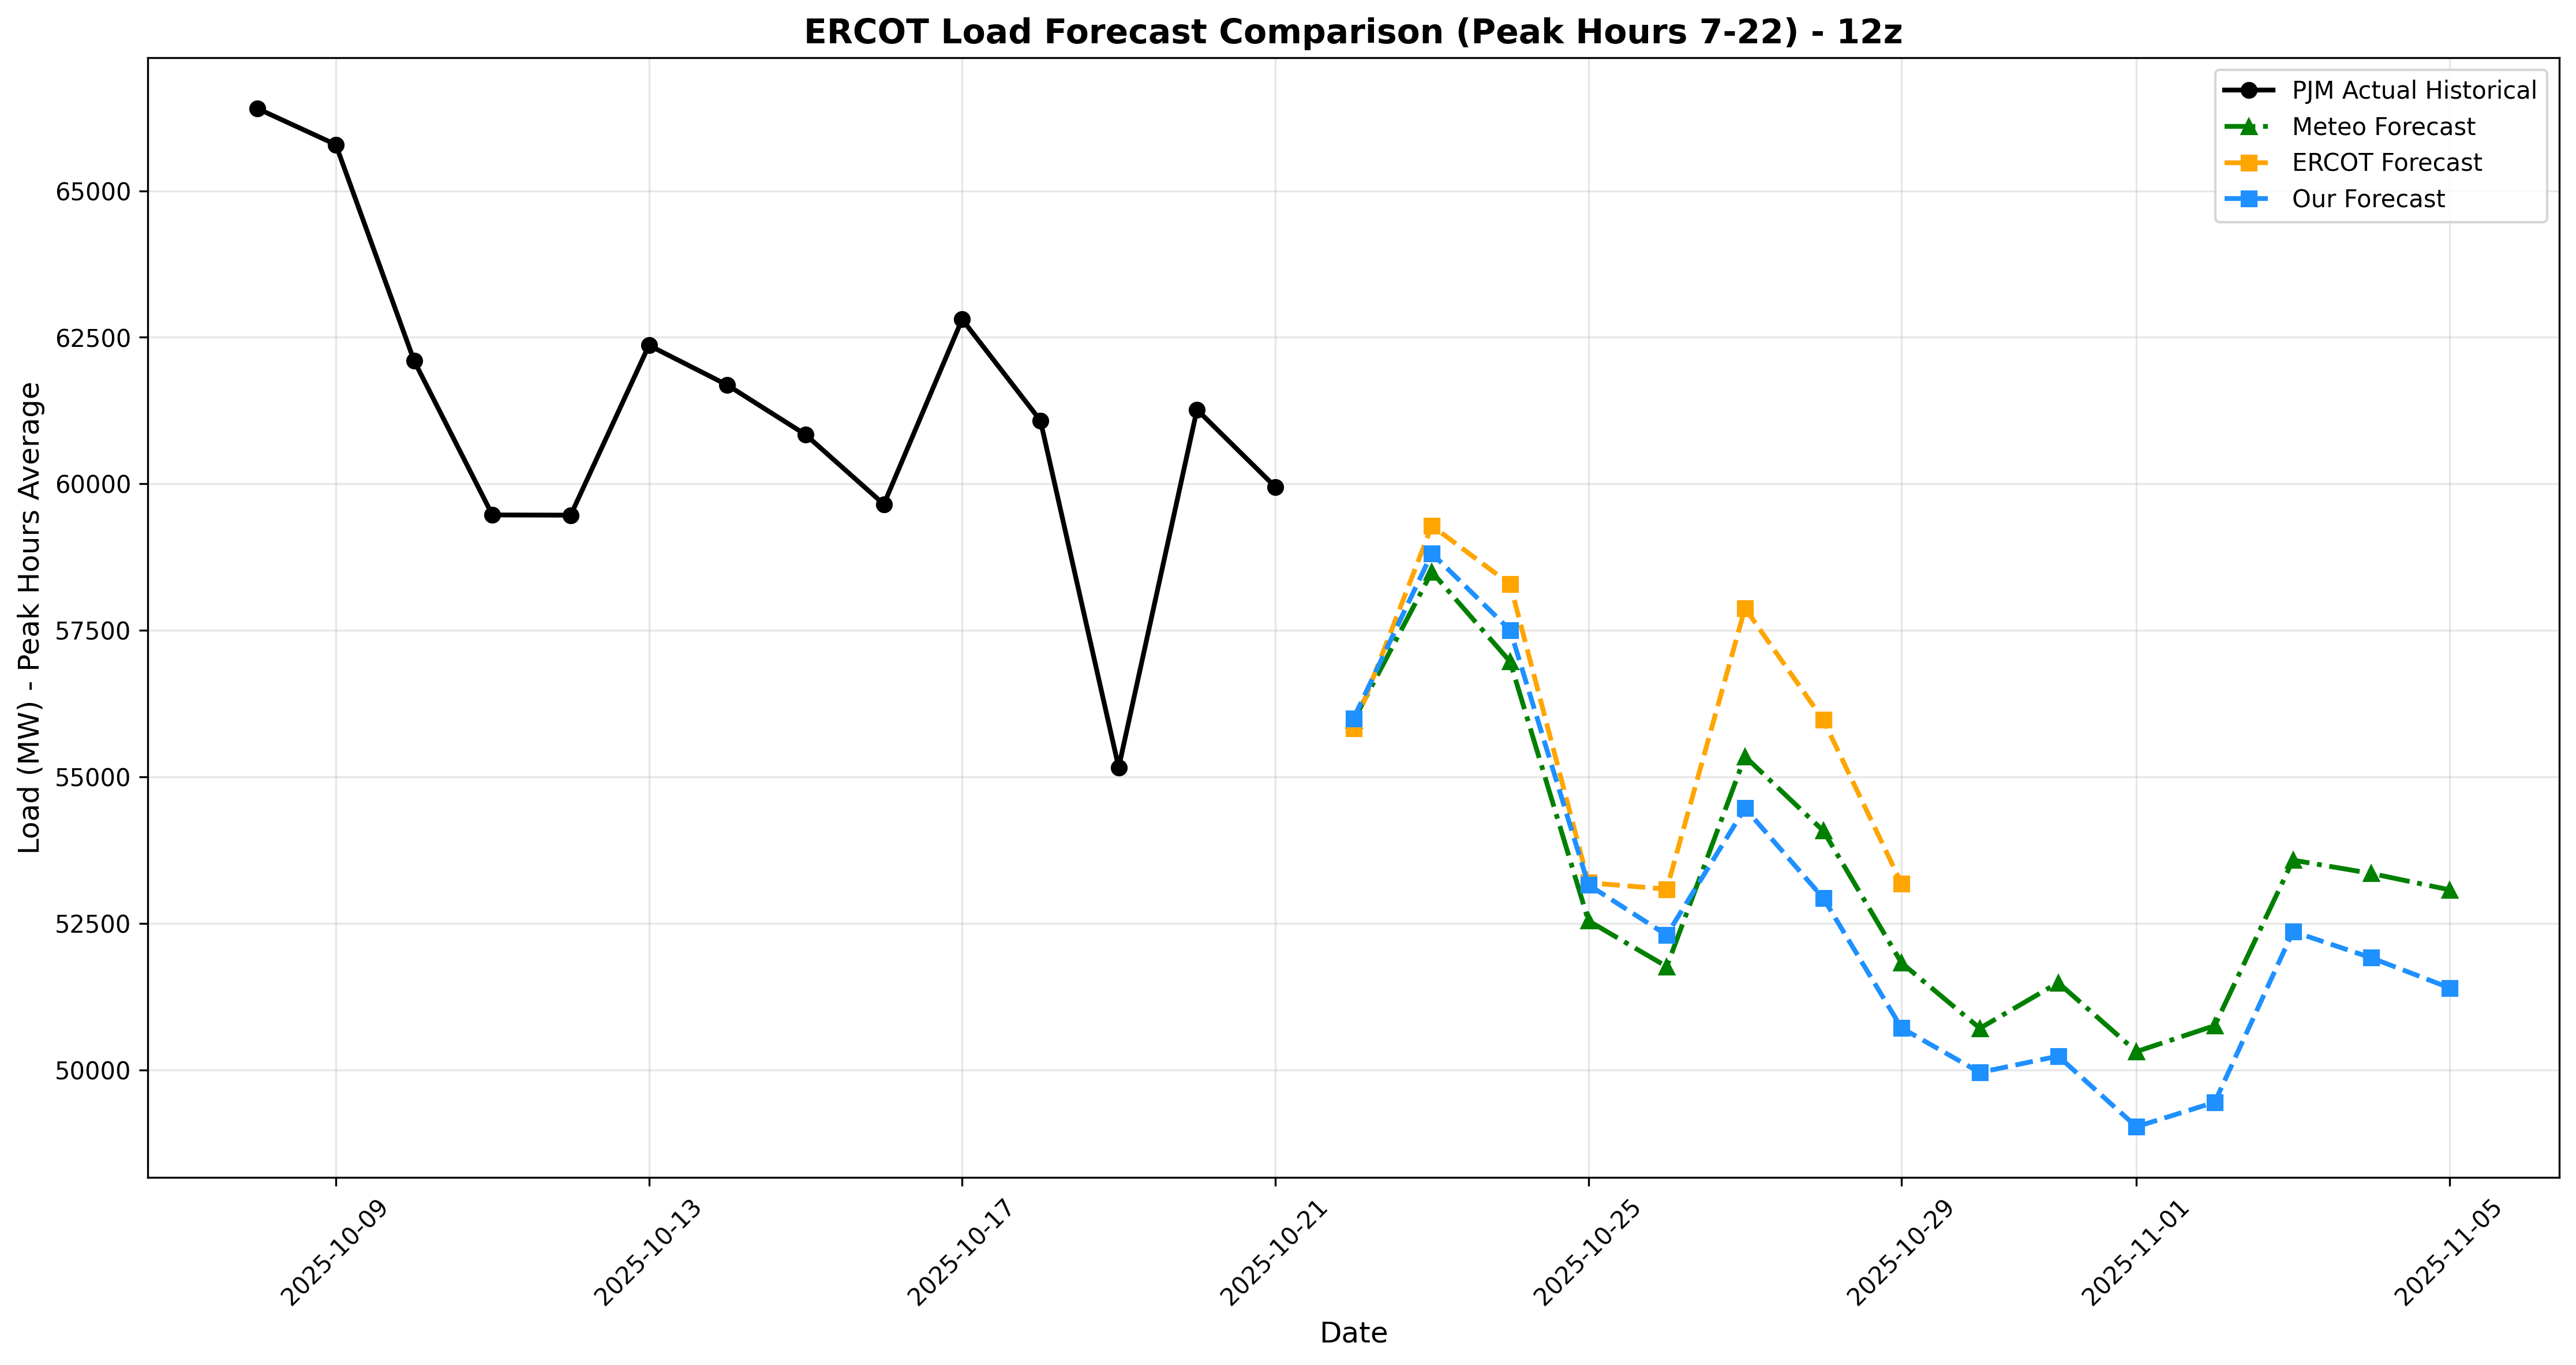 ERCOT Load Forecast Comparison (Peak Hours 7-22) - 12z
PJM Actual Historical
Meteo Forecast
ERCOT Forecast
Our Forecast
Load (MW) - Peak Hours Average
65000
62500
60000
57500
55000
52500
50000
2025-10-09
2025-10-13
2025-10-17
2025-10-21
2025-10-25
2025-10-29
2025-11-01
2025-11-05
Date